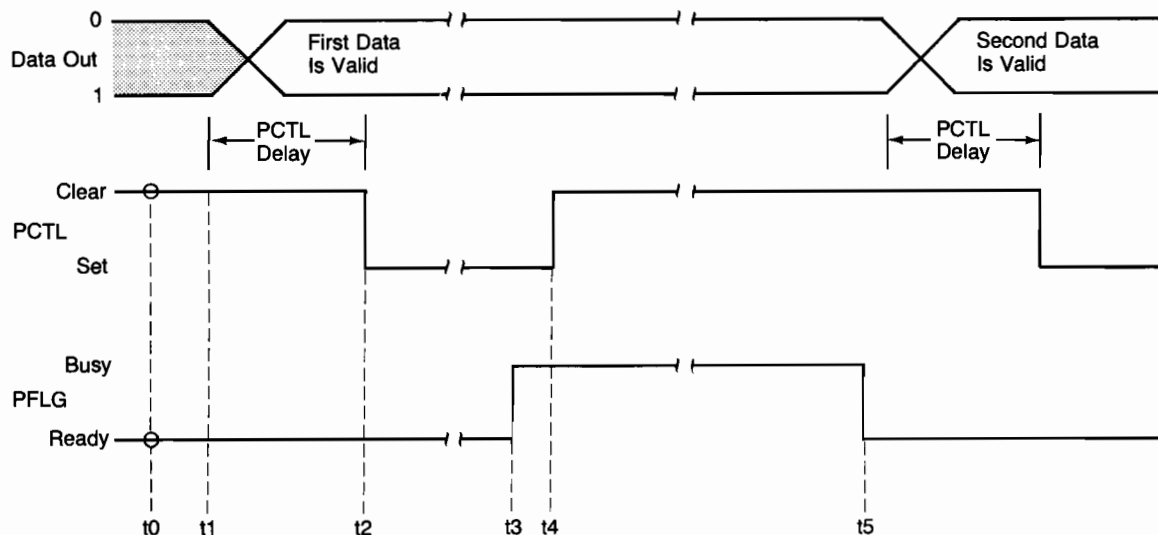 0
Data Out
1
First Data
Is Valid
Second Data
Is Valid
PCTL
Delay
PCTL
Delay
Clear
PCTL
Set
Busy
PFLG
Ready
t0 t1 t2 t3 t4 t5